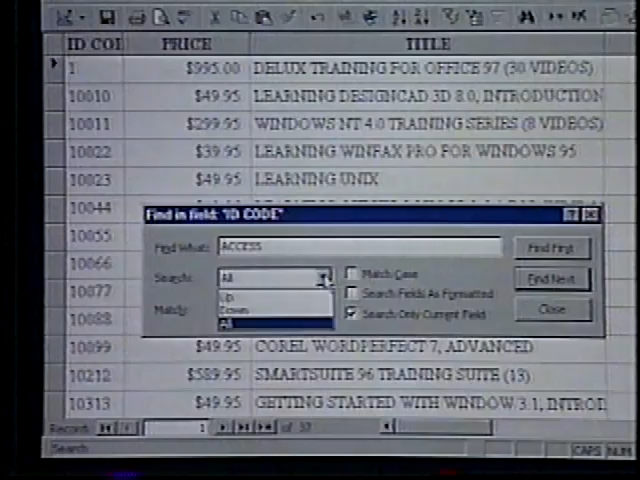 ID COD PRICE TITLE
1 $995.00 DELUX TRAINING FOR OFFICE 97 (30 VIDEOS)
10010 $49.95 LEARNING DESIGNCAD 3D 8.0, INTRODUCTION
10011 $299.95 WINDOWS NT 4.0 TRAINING SERIES (8 VIDEOS)
10022 $39.95 LEARNING WINFAX PRO FOR WINDOWS 95
10023 $49.95 LEARNING UNIX
10044
Find in field: "ID CODE"
10055
Find What: ACCESS Find First
10066
Search: All Match Case Find Next
10077
Up Search Fields As Formatted
Down
Match: Search Only Current Field Close
10088
All
10099 $49.95 COREL WORDPERFECT 7, ADVANCED
10212 $589.95 SMARTSUITE 96 TRAINING SUITE (13)
10313 $49.95 GETTING STARTED WITH WINDOW 3.1, INTROD
Record: 1 of 37
Search CAPS NUM